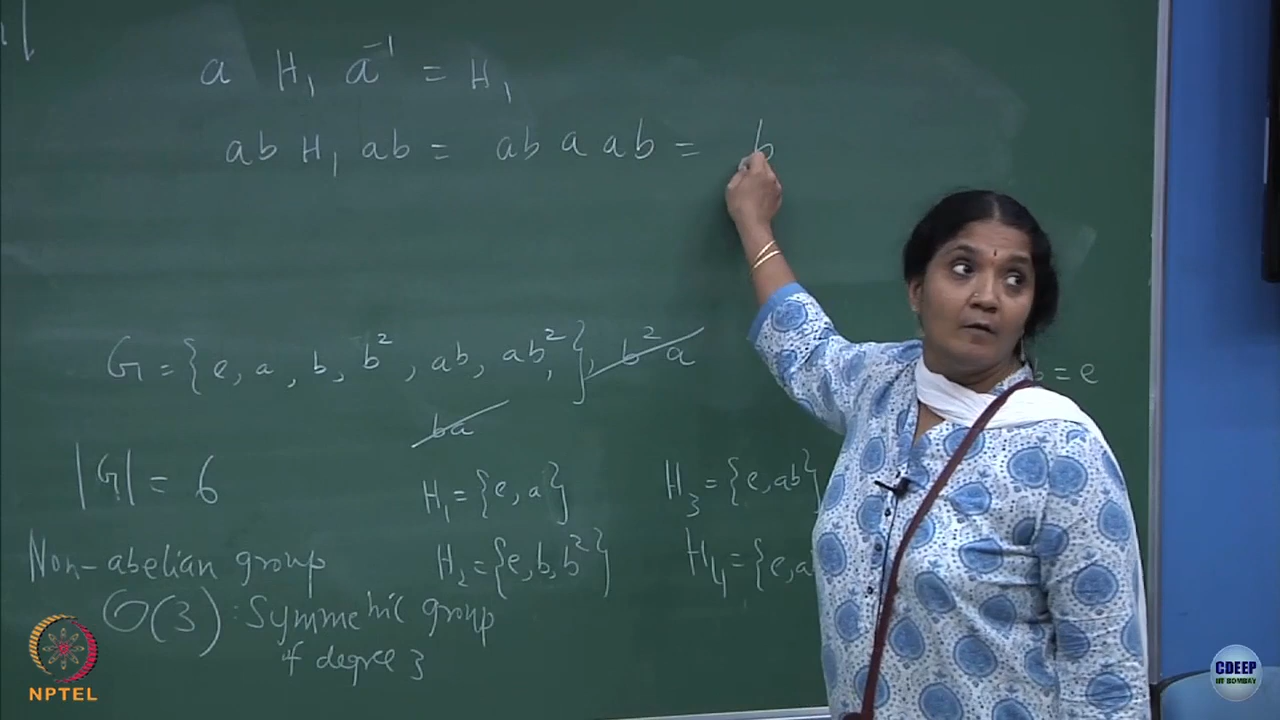 a H₁ a⁻¹ = H₁
ab H₁ ab = ab a ab = b
G = {e, a, b, b², ab, ab²}, b²a
= e
ba
|G| = 6
H₁ = {e, a}
H₃ = {e, ab}
Non-abelian group
H₂ = {e, b, b²}
H₄ = {e, a
σ(3) : Symmetric group
of degree 3
NPTEL
CDEEP
IIT BOMBAY